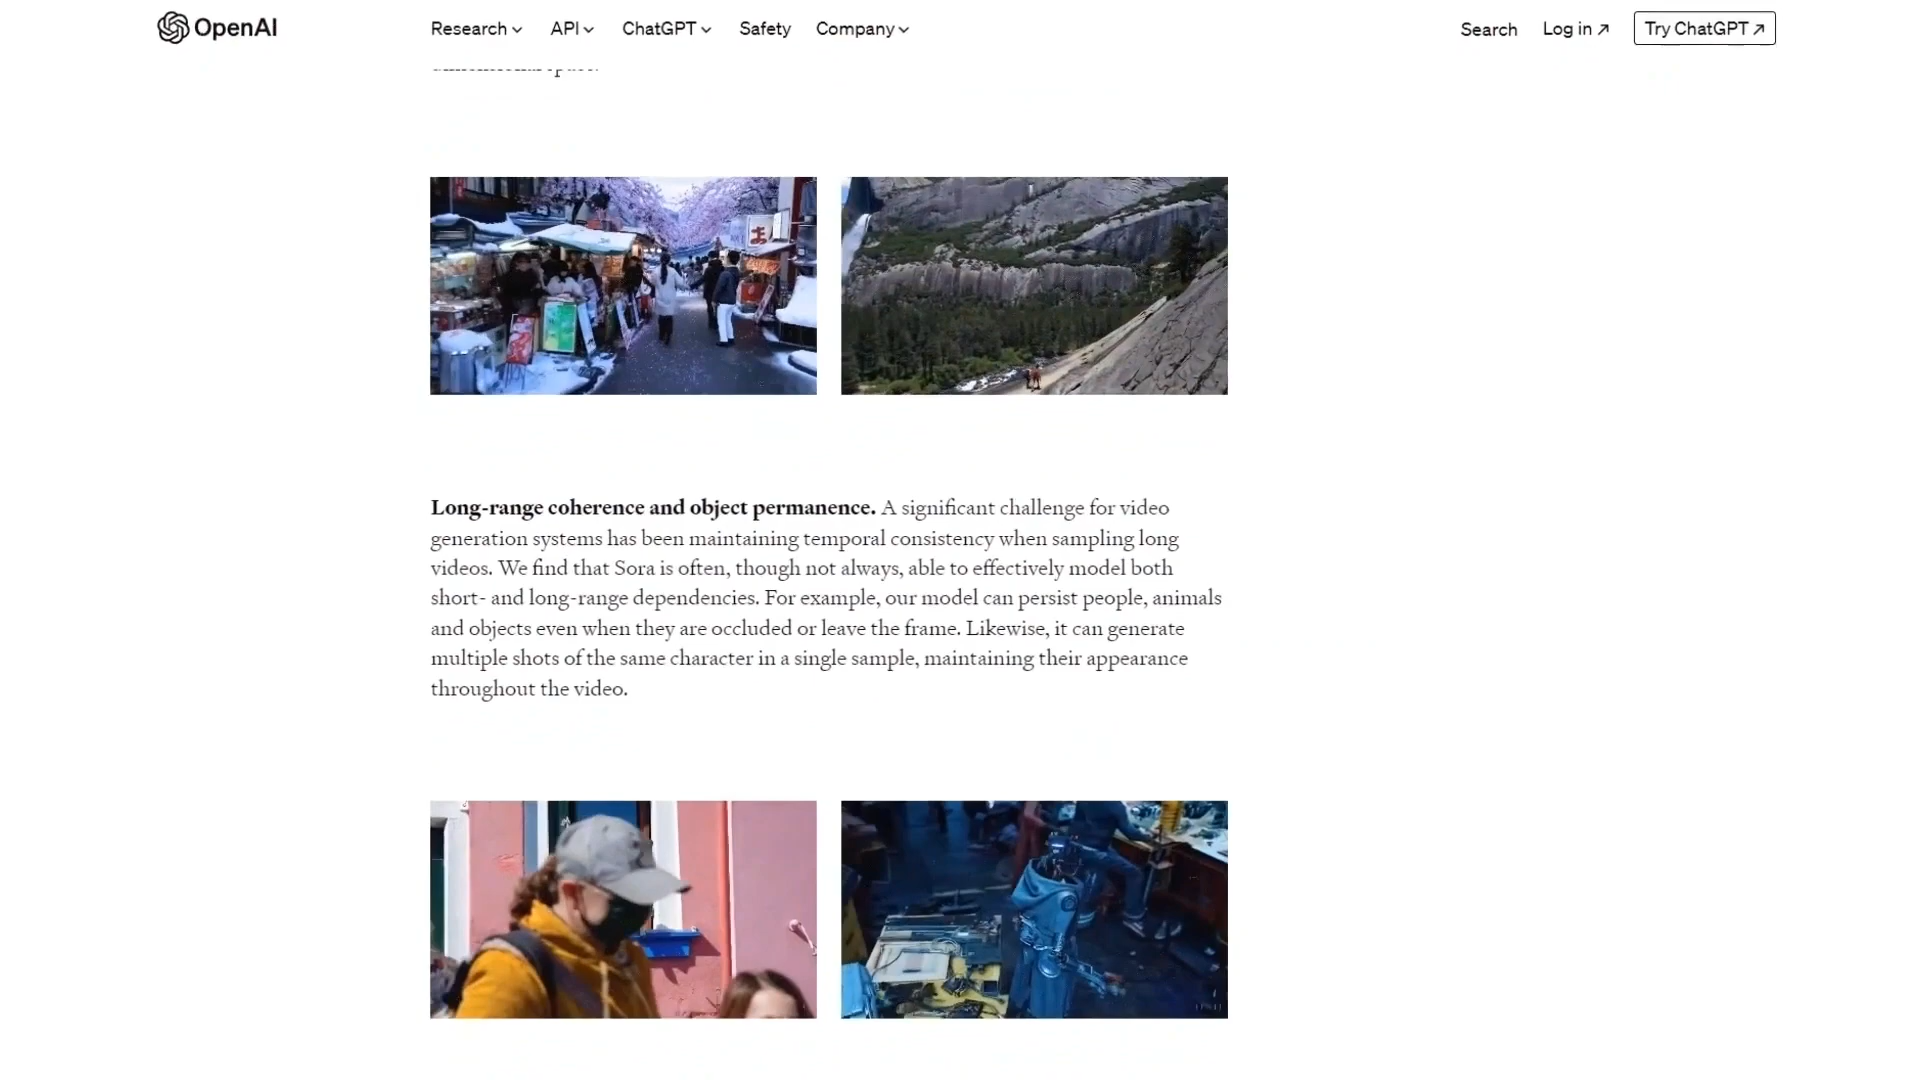 OpenAI
Research
API
ChatGPT
Safety
Company
Search
Log in ↗
Try ChatGPT ↗
Long-range coherence and object permanence. A significant challenge for video
generation systems has been maintaining temporal consistency when sampling long
videos. We find that Sora is often, though not always, able to effectively model both
short- and long-range dependencies. For example, our model can persist people, animals
and objects even when they are occluded or leave the frame. Likewise, it can generate
multiple shots of the same character in a single sample, maintaining their appearance
throughout the video.